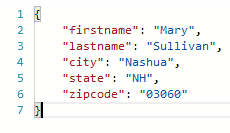 1 {
2 "firstname": "Mary",
3 "lastname": "Sullivan",
4 "city": "Nashua",
5 "state": "NH",
6 "zipcode": "03060"
7 }